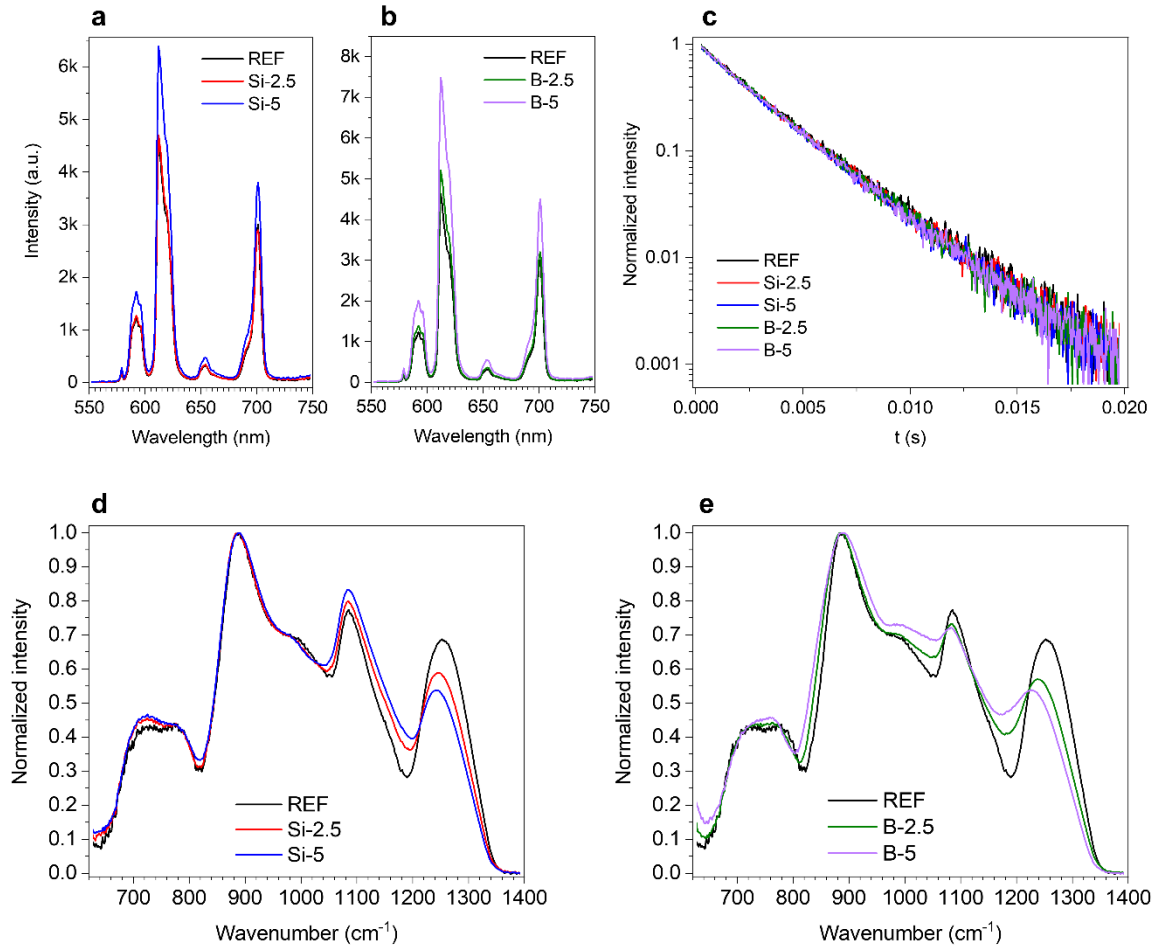 a
Intensity (a.u.)
6k
5k
4k
3k
2k
1k
0
REF
Si-2.5
Si-5
550 600 650 700 750
Wavelength (nm)
b
8k
7k
6k
5k
4k
3k
2k
1k
0
REF
B-2.5
B-5
550 600 650 700 750
Wavelength (nm)
c
Normalized intensity
1
0.1
0.01
0.001
REF
Si-2.5
Si-5
B-2.5
B-5
0.000 0.005 0.010 0.015 0.020
t (s)
d
Normalized intensity
1.0
0.9
0.8
0.7
0.6
0.5
0.4
0.3
0.2
0.1
0.0
REF
Si-2.5
Si-5
700 800 900 1000 1100 1200 1300 1400
Wavenumber (cm-1)
e
Normalized intensity
1.0
0.9
0.8
0.7
0.6
0.5
0.4
0.3
0.2
0.1
0.0
REF
B-2.5
B-5
700 800 900 1000 1100 1200 1300 1400
Wavenumber (cm-1)